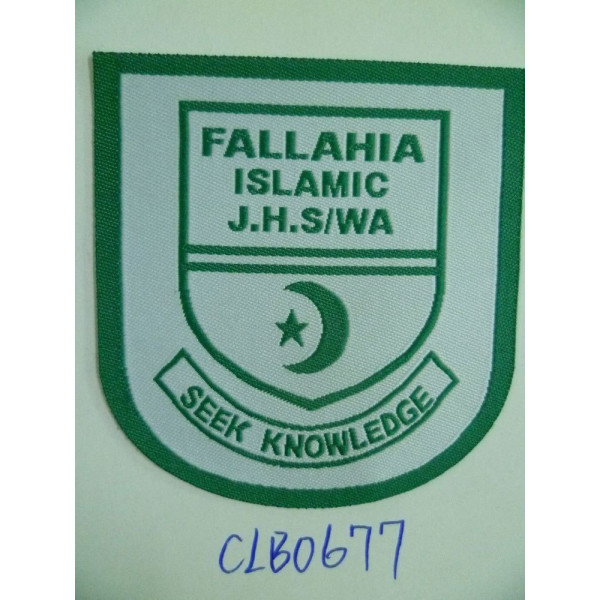 FALLAHIA
ISLAMIC
J.H.S/WA
SEEK KNOWLEDGE
CLB0677